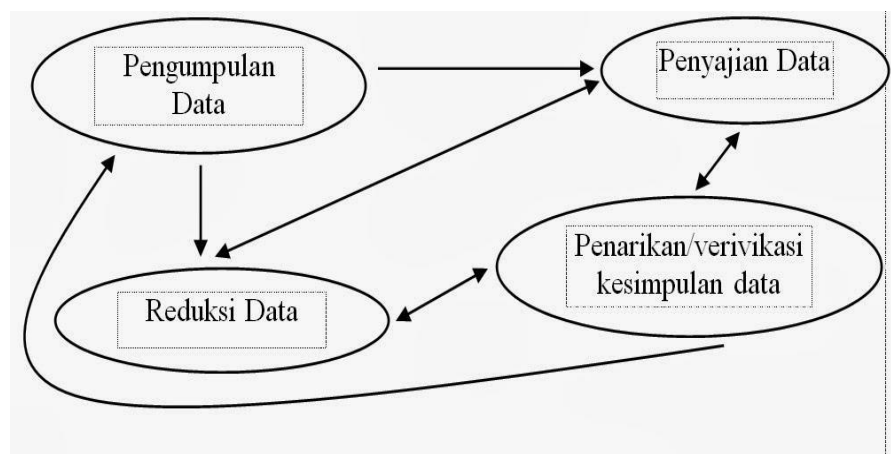 Pengumpulan
Data
Penyajian Data
Penarikan/verivikasi
kesimpulan data
Reduksi Data